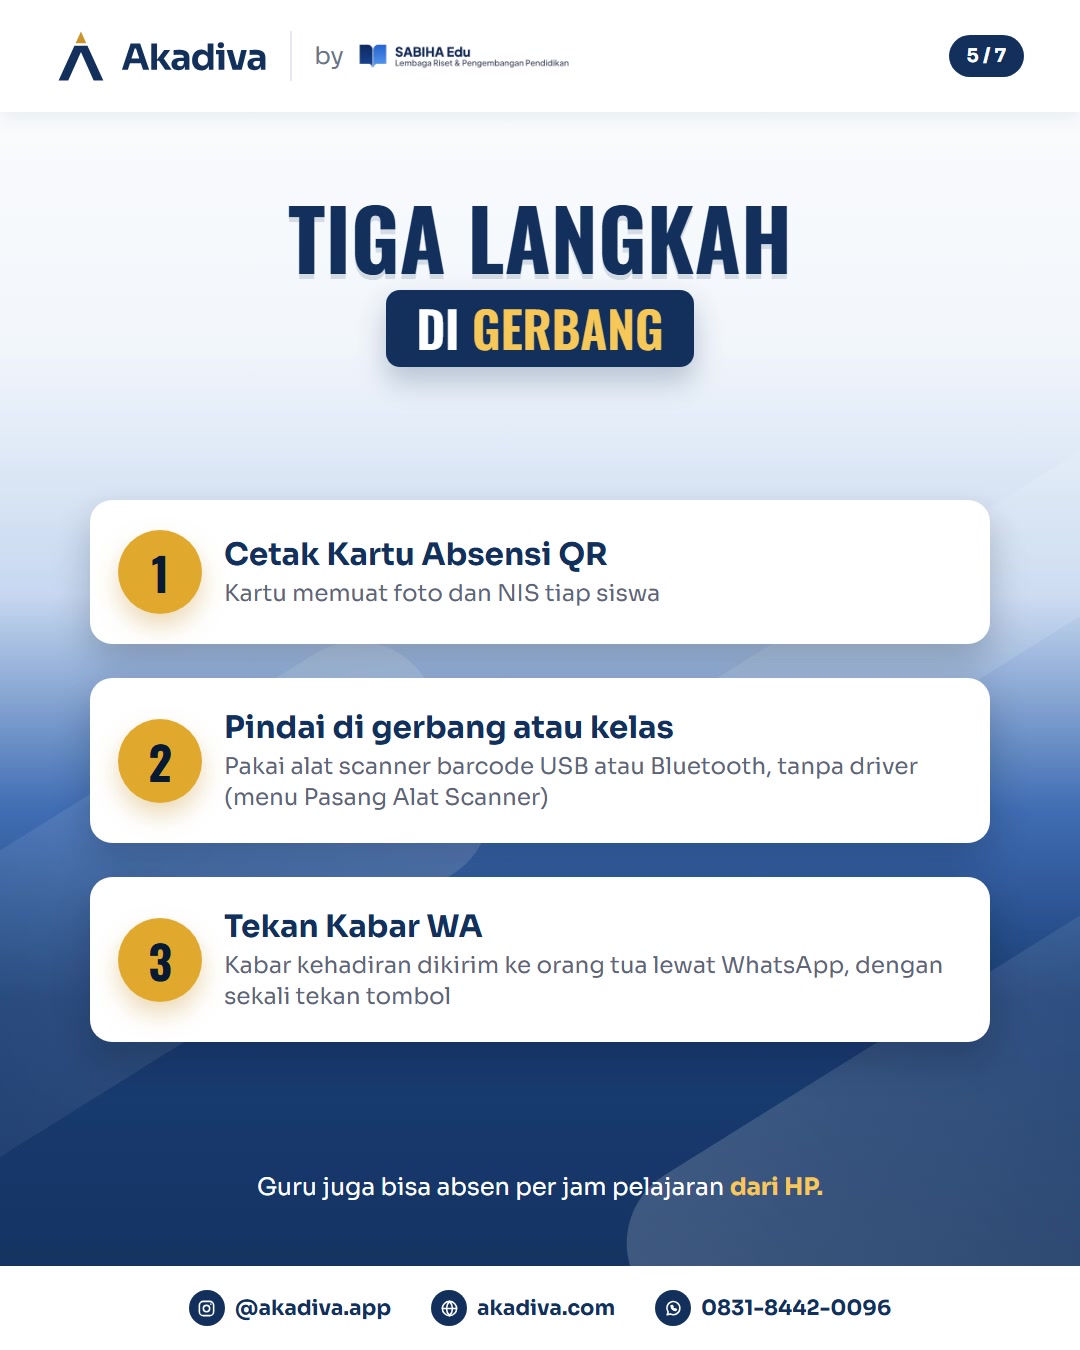 Akadiva
by
SABIHA Edu
Lembaga Riset & Pengembangan Pendidikan
5 / 7
TIGA LANGKAH
DI GERBANG
1
Cetak Kartu Absensi QR
Kartu memuat foto dan NIS tiap siswa
2
Pindai di gerbang atau kelas
Pakai alat scanner barcode USB atau Bluetooth, tanpa driver
(menu Pasang Alat Scanner)
3
Tekan Kabar WA
Kabar kehadiran dikirim ke orang tua lewat WhatsApp, dengan
sekali tekan tombol
Guru juga bisa absen per jam pelajaran dari HP.
@akadiva.app
akadiva.com
0831-8442-0096